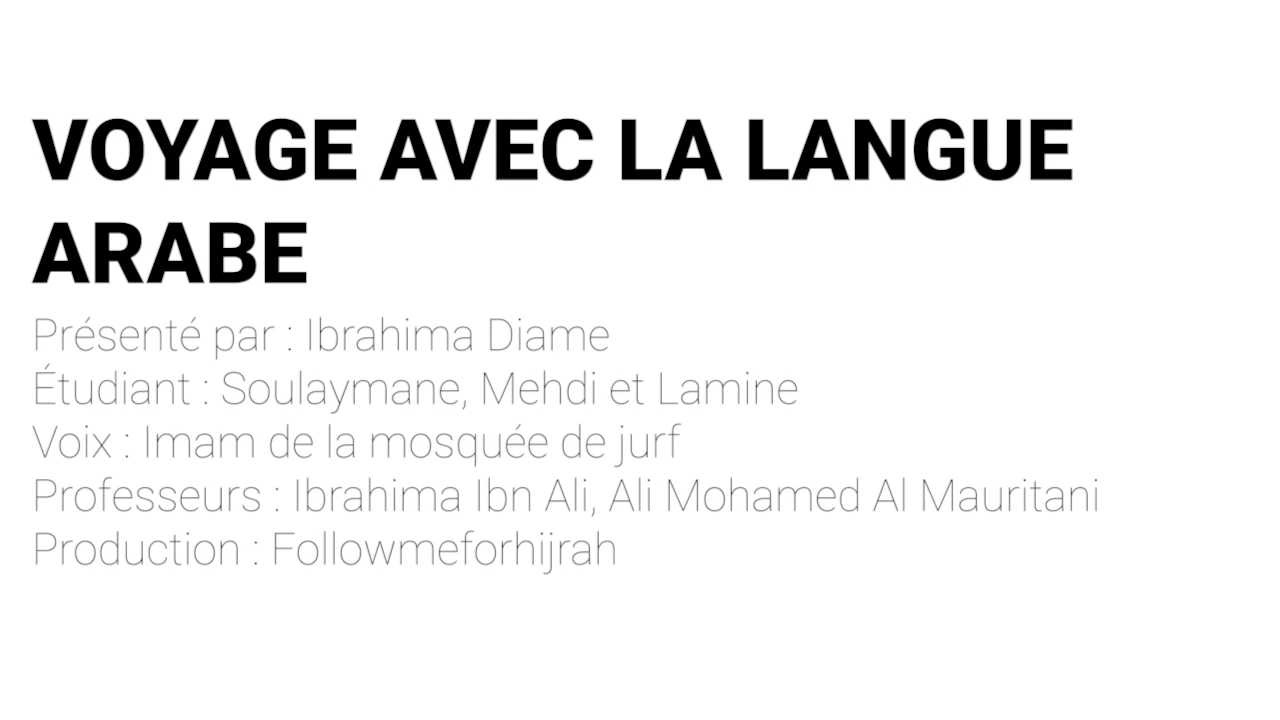 VOYAGE AVEC LA LANGUE
ARABE
Présenté par : Ibrahima Diame
Étudiant : Soulaymane, Mehdi et Lamine
Voix : Imam de la mosquée de jurf
Professeurs : Ibrahima Ibn Ali, Ali Mohamed Al Mauritani
Production : Followmeforhijrah